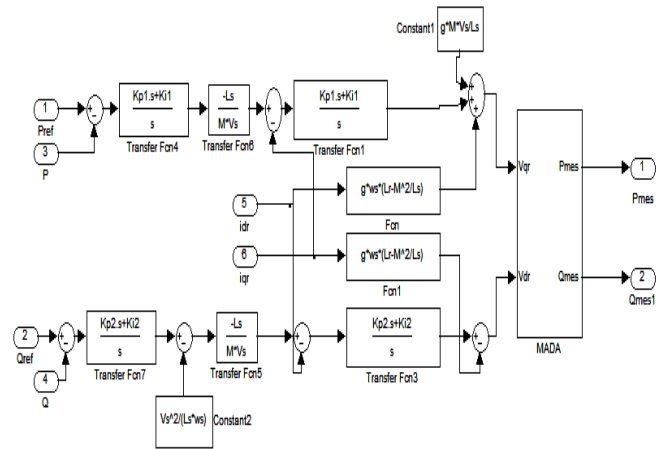 Constant1
g*M*Vs/Ls
1
Pref
3
P
Kp1.s+Ki1
s
Transfer Fcn4
-Ls
M*Vs
Transfer Fcn6
Kp1.s+Ki1
s
Transfer Fcn1
5
idr
g*ws*(Lr-M^2/Ls)
Fcn
6
iqr
g*ws*(Lr-M^2/Ls)
Fcn1
Vqr
Pmes
Vdr
Qmes
MADA
1
Pmes
2
Qmes1
2
Qref
4
Q
Kp2.s+Ki2
s
Transfer Fcn7
-Ls
M*Vs
Transfer Fcn5
Kp2.s+Ki2
s
Transfer Fcn3
Vs^2/(Ls*ws)
Constant2